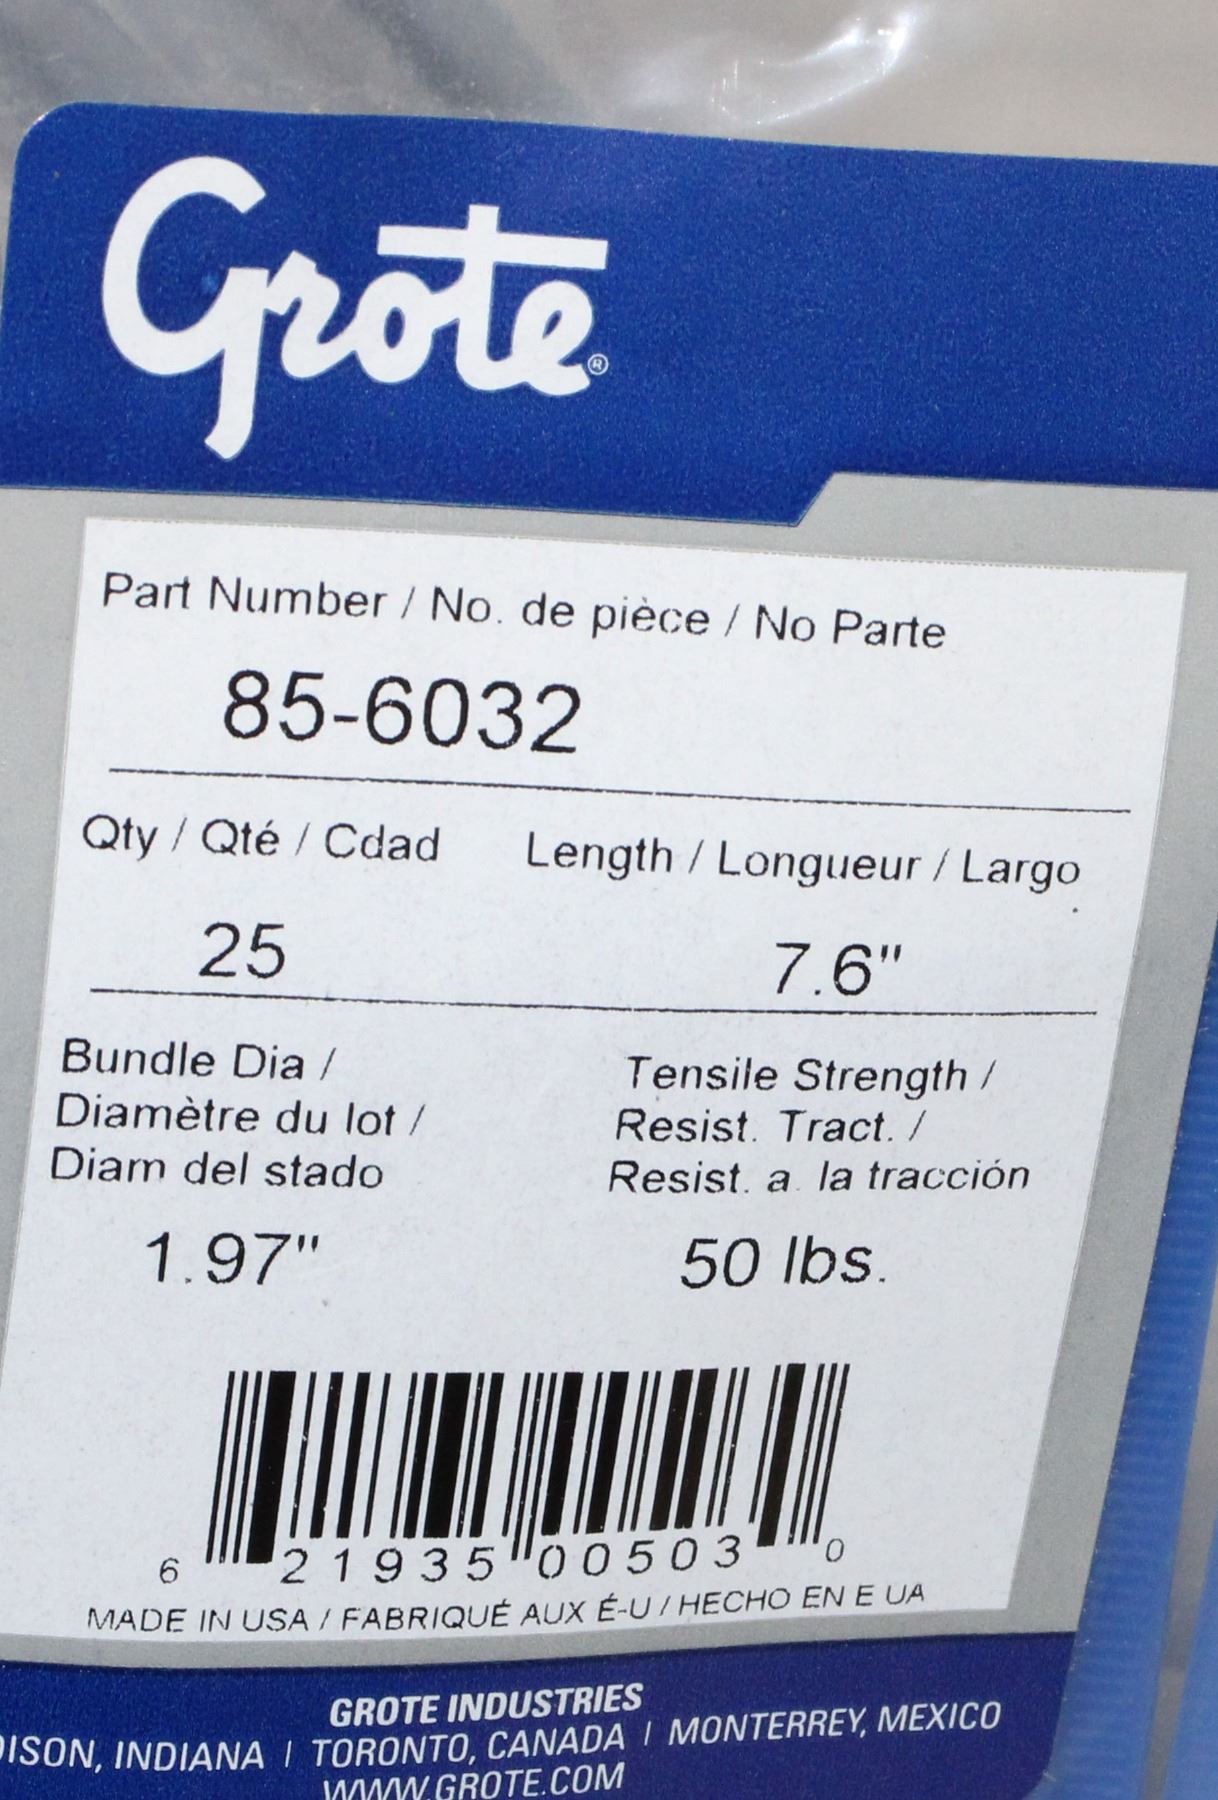 Grote®
Part Number / No. de pièce / No Parte
85-6032
Qty / Qté / Cdad Length / Longueur / Largo
25 7.6"
Bundle Dia /
Diamètre du lot /
Diam del stado
1.97"
Tensile Strength /
Resist. Tract. /
Resist. a. la tracción
50 lbs.
6 21935 00503 0
MADE IN USA / FABRIQUÉ AUX É-U / HECHO EN E UA
GROTE INDUSTRIES
INDIANA | TORONTO, CANADA | MONTERREY, MEXICO
WWW.GROTE.COM